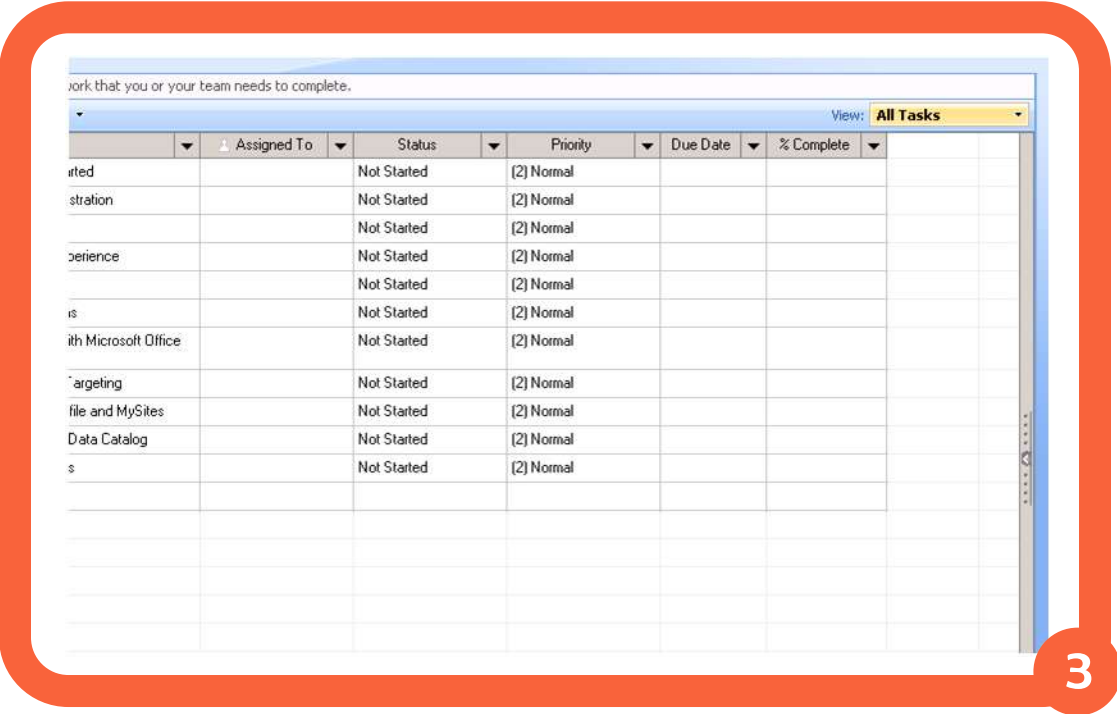 work that you or your team needs to complete.
View: All Tasks
Assigned To Status Priority Due Date % Complete
rted Not Started (2) Normal
stration Not Started (2) Normal
Not Started (2) Normal
perience Not Started (2) Normal
Not Started (2) Normal
ns Not Started (2) Normal
ith Microsoft Office Not Started (2) Normal
Targeting Not Started (2) Normal
file and MySites Not Started (2) Normal
Data Catalog Not Started (2) Normal
s Not Started (2) Normal
3